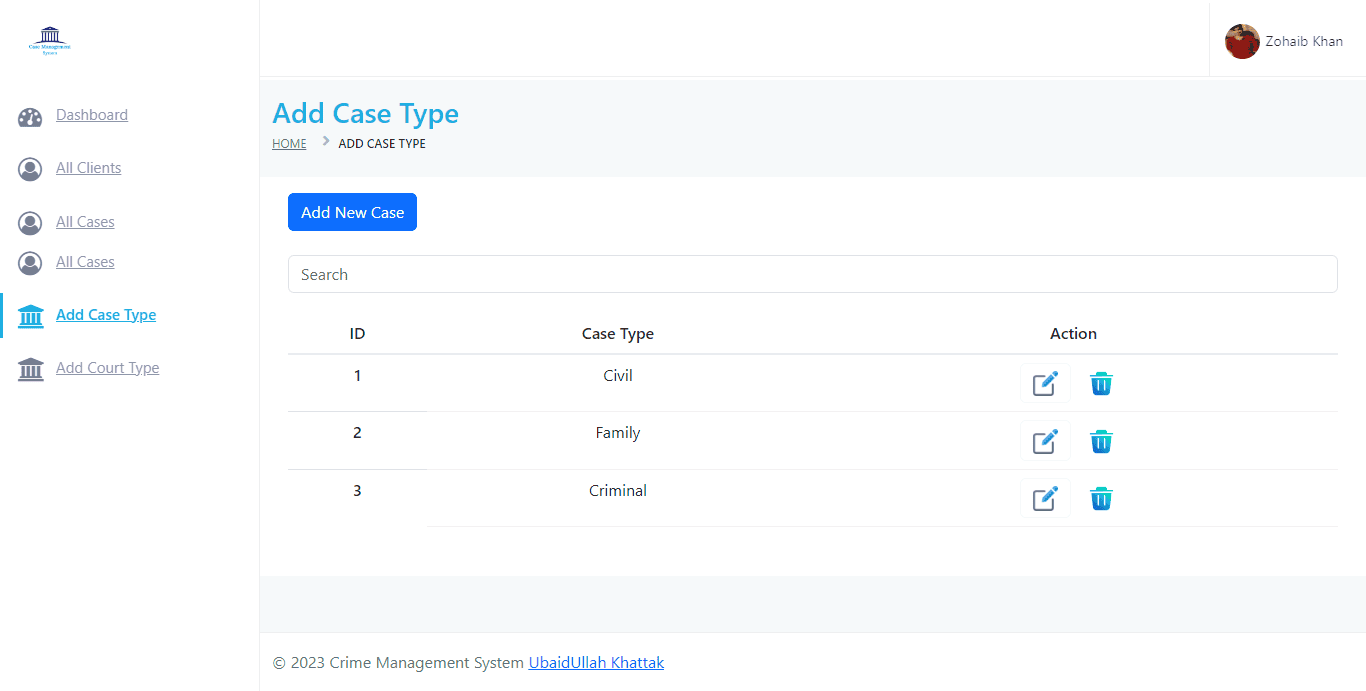 Case Management
System
Zohaib Khan
Dashboard
All Clients
All Cases
All Cases
Add Case Type
Add Court Type
Add Case Type
HOME > ADD CASE TYPE
Add New Case
Search
ID Case Type Action
1 Civil
2 Family
3 Criminal
© 2023 Crime Management System UbaidUllah Khattak